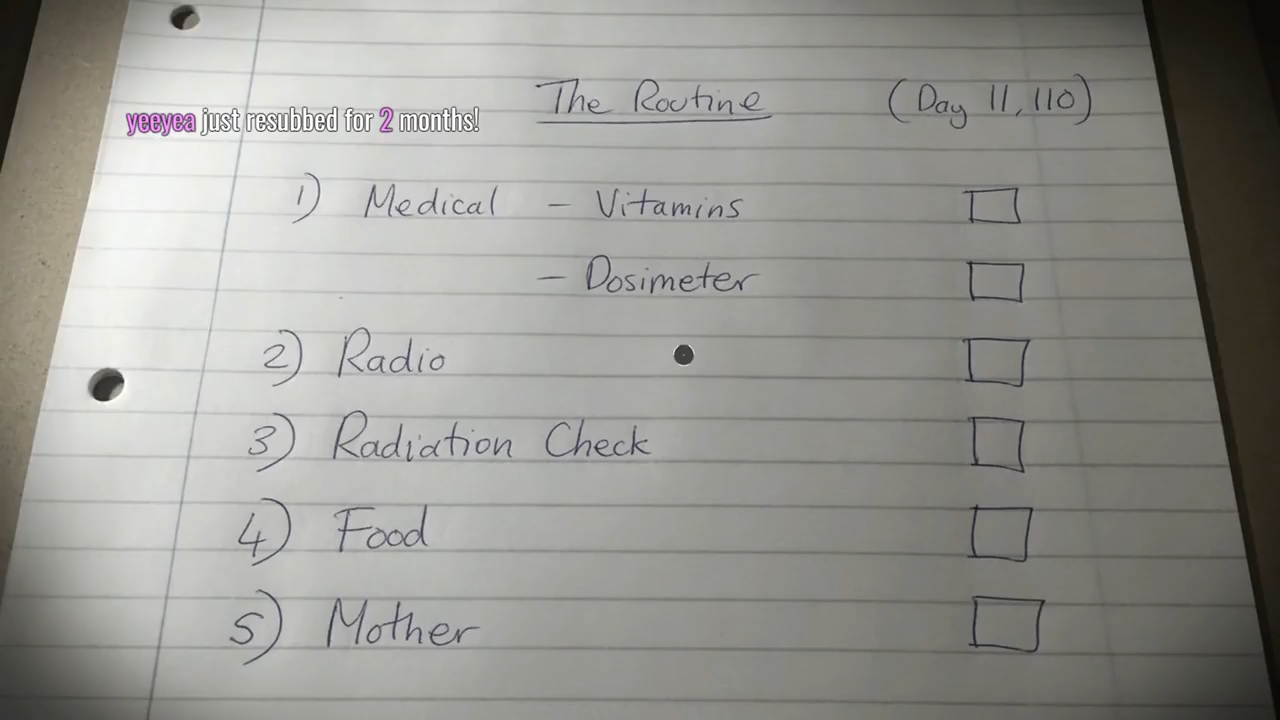 The Routine (Day 11,110)
yeeyea just resubbed for 2 months!
1) Medical - Vitamins
- Dosimeter
2) Radio
3) Radiation Check
4) Food
5) Mother